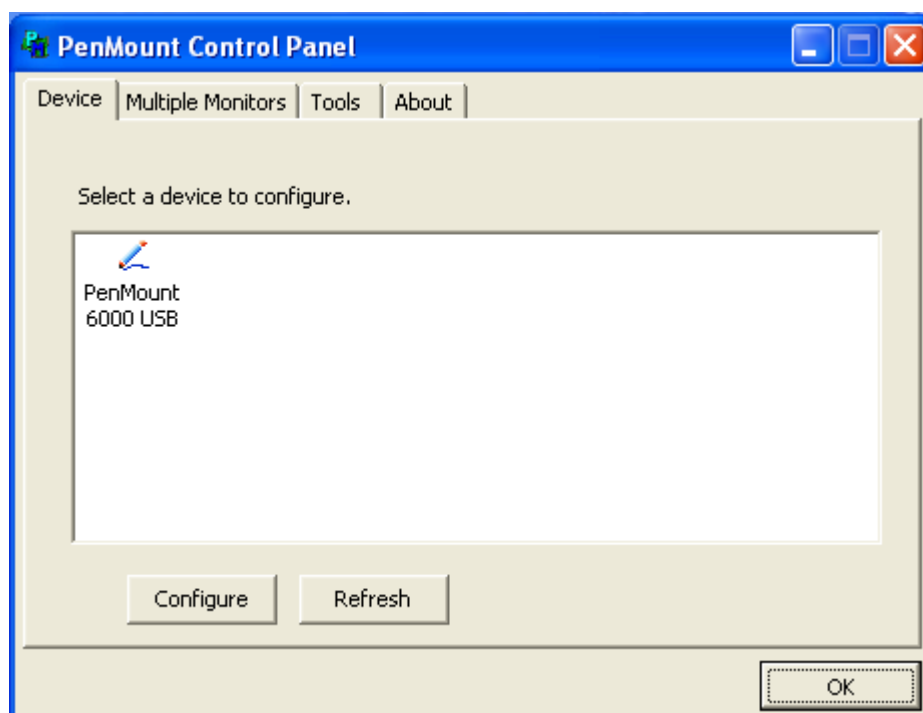 PenMount Control Panel
Device Multiple Monitors Tools About
Select a device to configure.
PenMount
6000 USB
Configure Refresh
OK